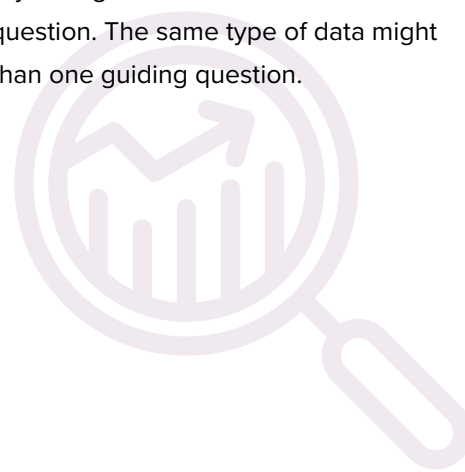 question. The same type of data might
han one guiding question.